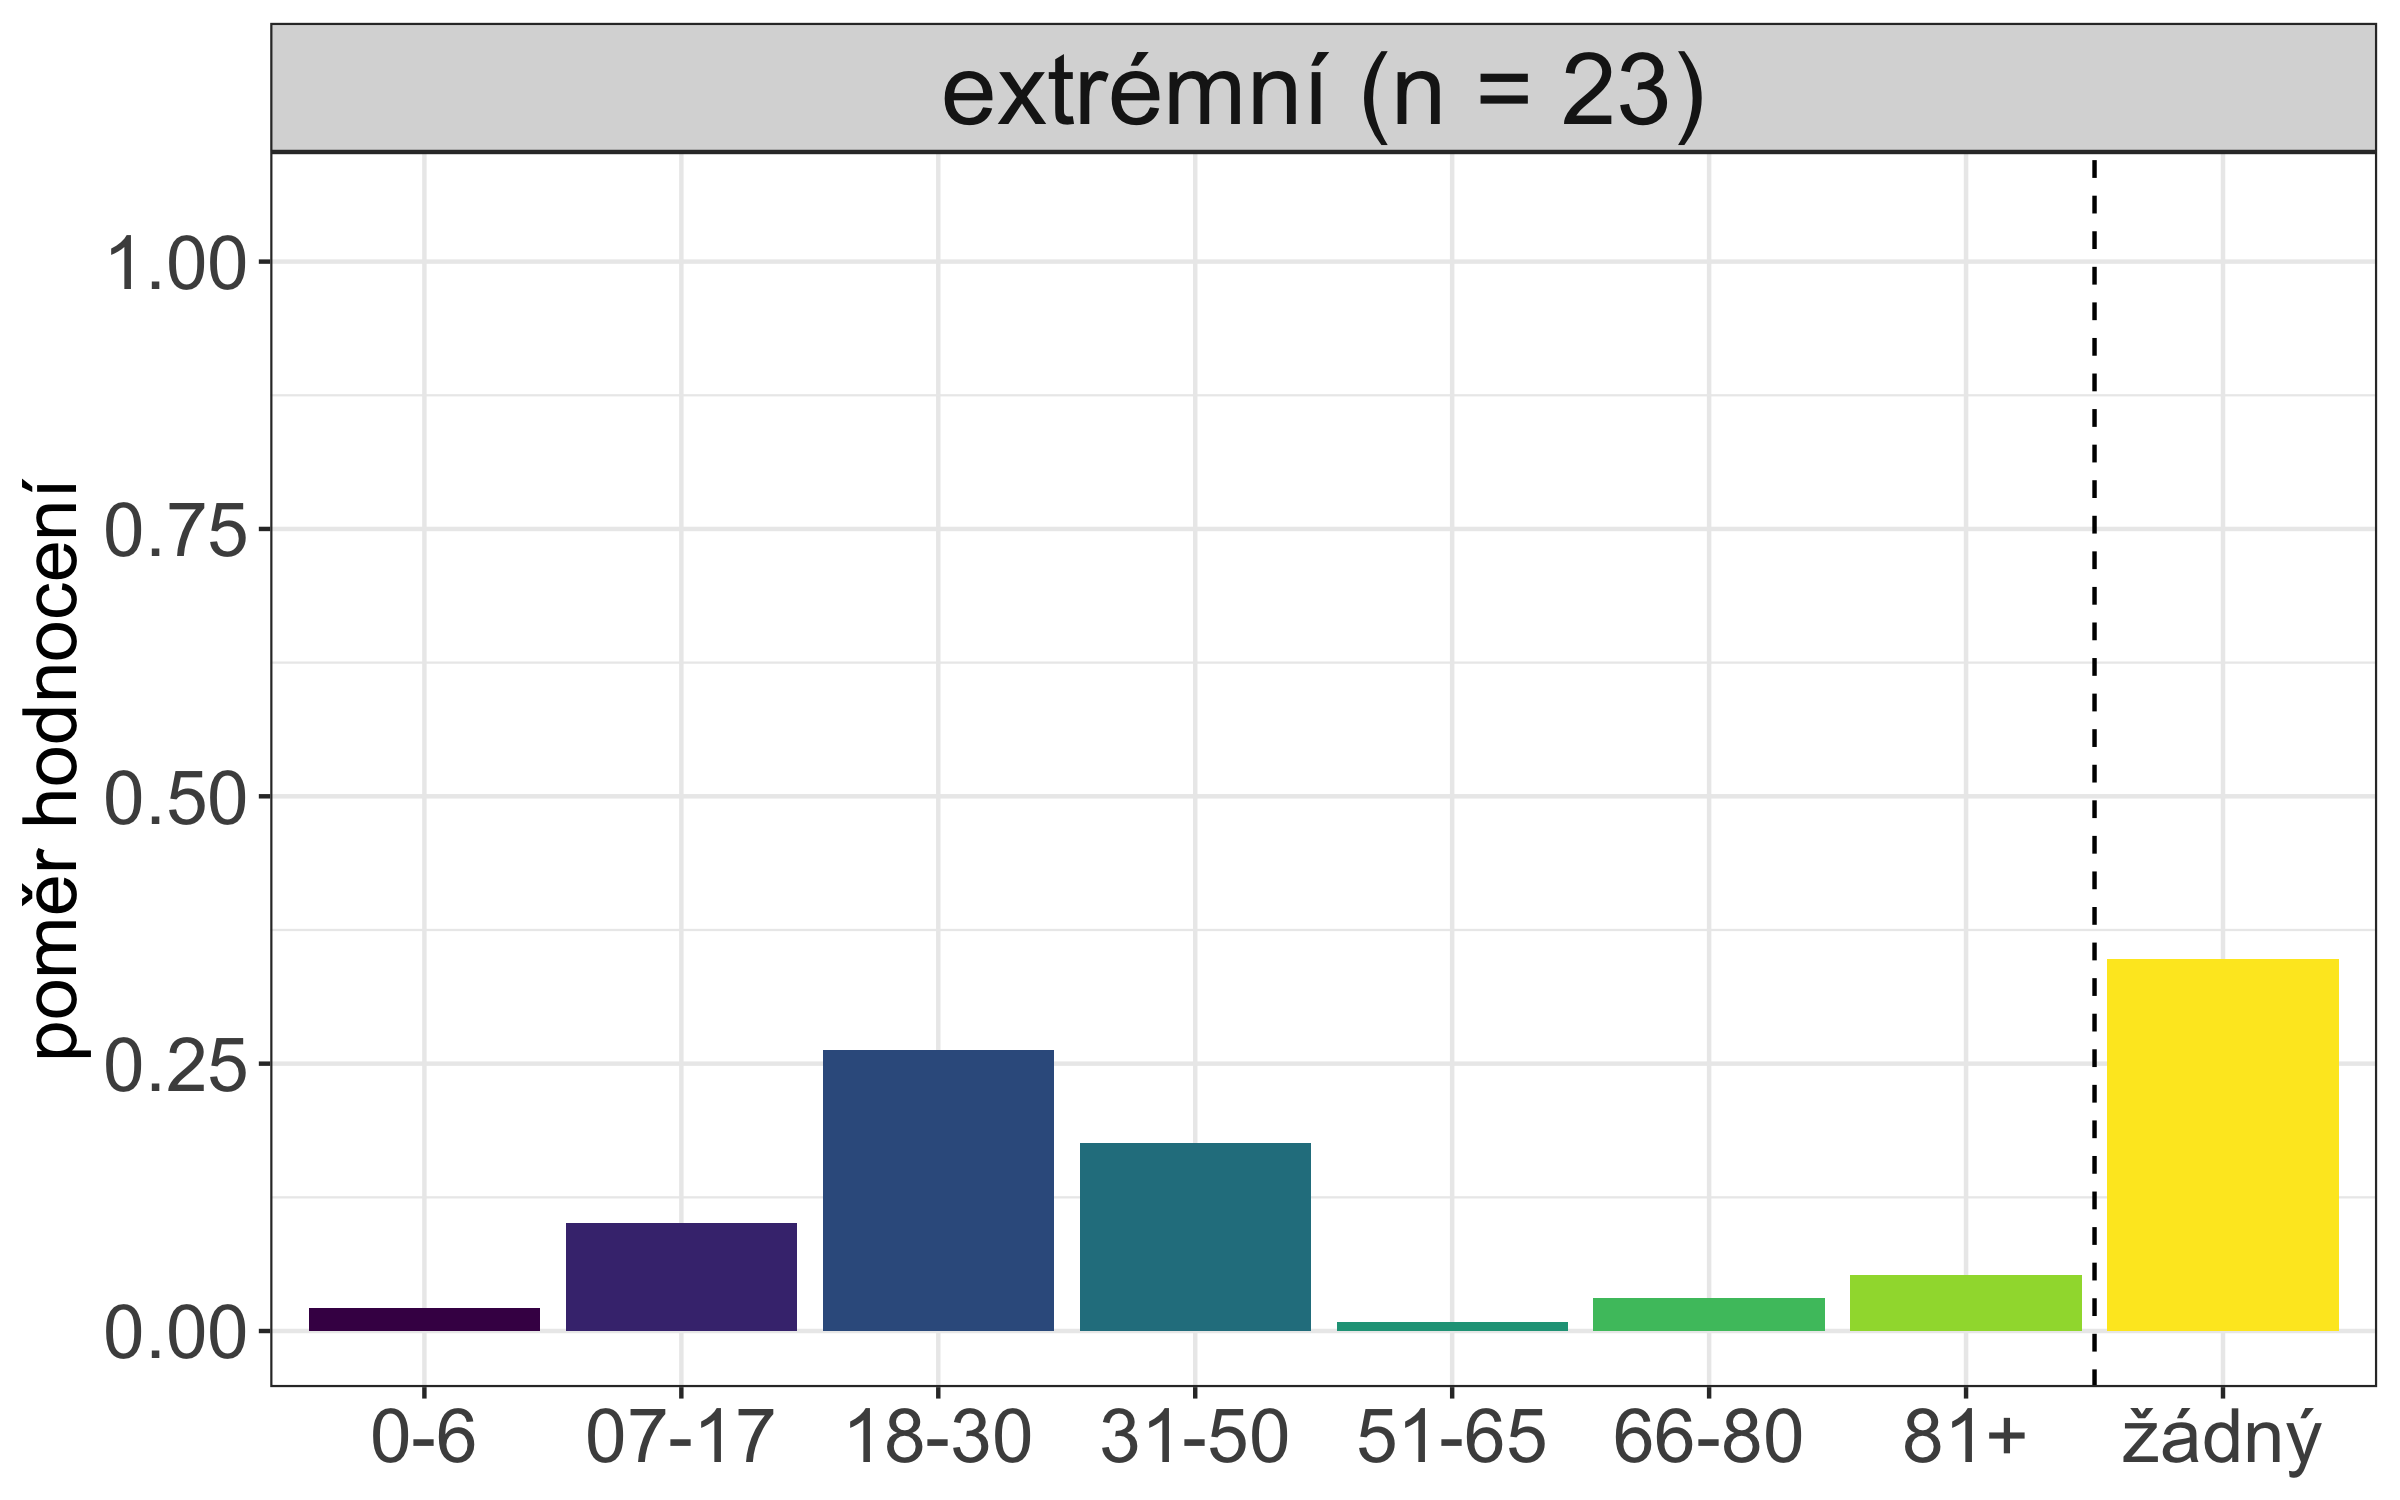 extrémní (n = 23)
poměr hodnocení
1.00
0.75
0.50
0.25
0.00
0-6 07-17 18-30 31-50 51-65 66-80 81+ žádný